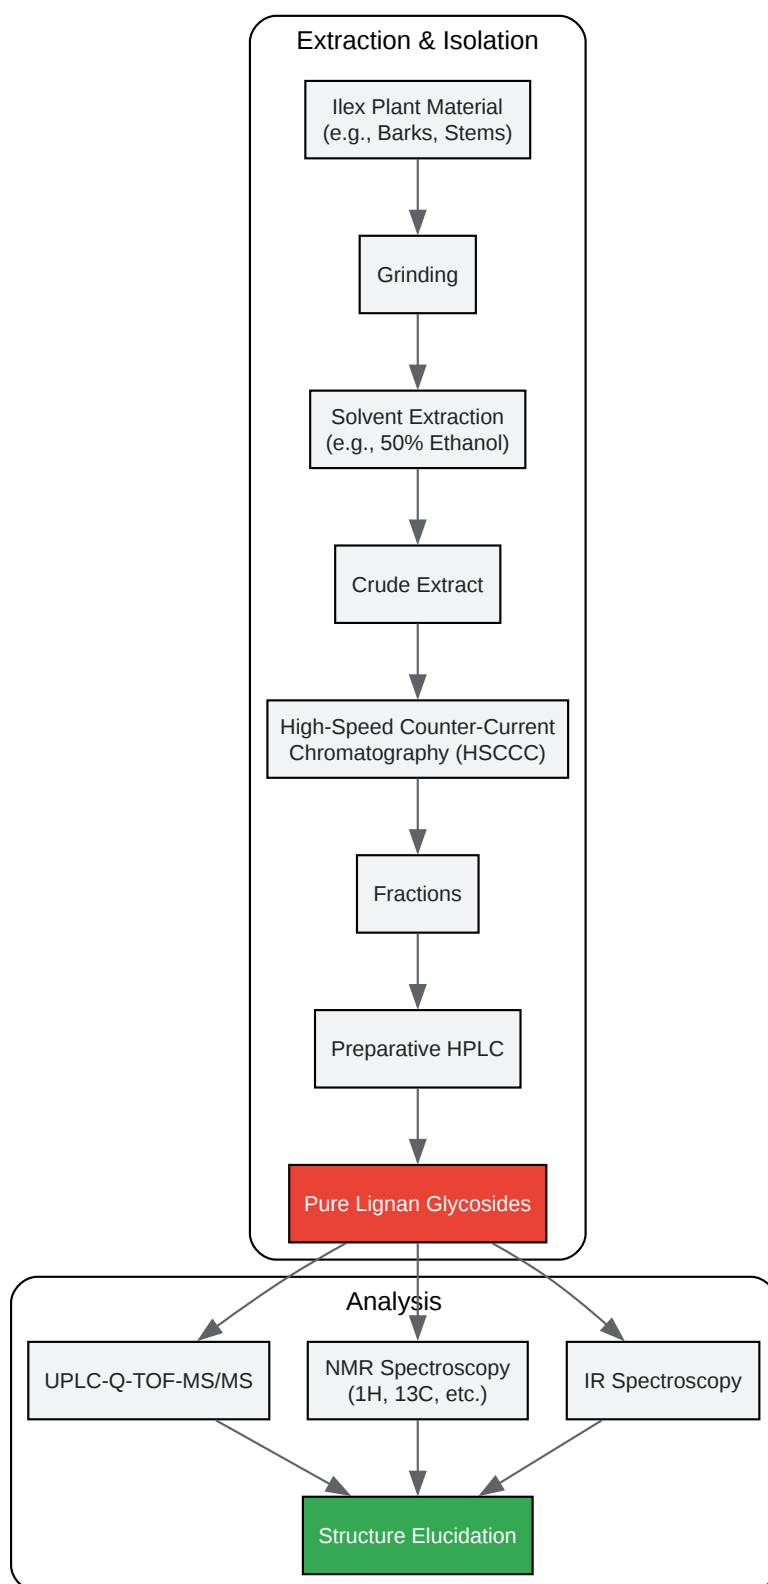 Extraction & Isolation
Ilex Plant Material
(e.g., Barks, Stems)
Grinding
Solvent Extraction
(e.g., 50% Ethanol)
Crude Extract
High-Speed Counter-Current
Chromatography (HSCCC)
Fractions
Preparative HPLC
Pure Lignan Glycosides
Analysis
UPLC-Q-TOF-MS/MS
NMR Spectroscopy
(1H, 13C, etc.)
IR Spectroscopy
Structure Elucidation